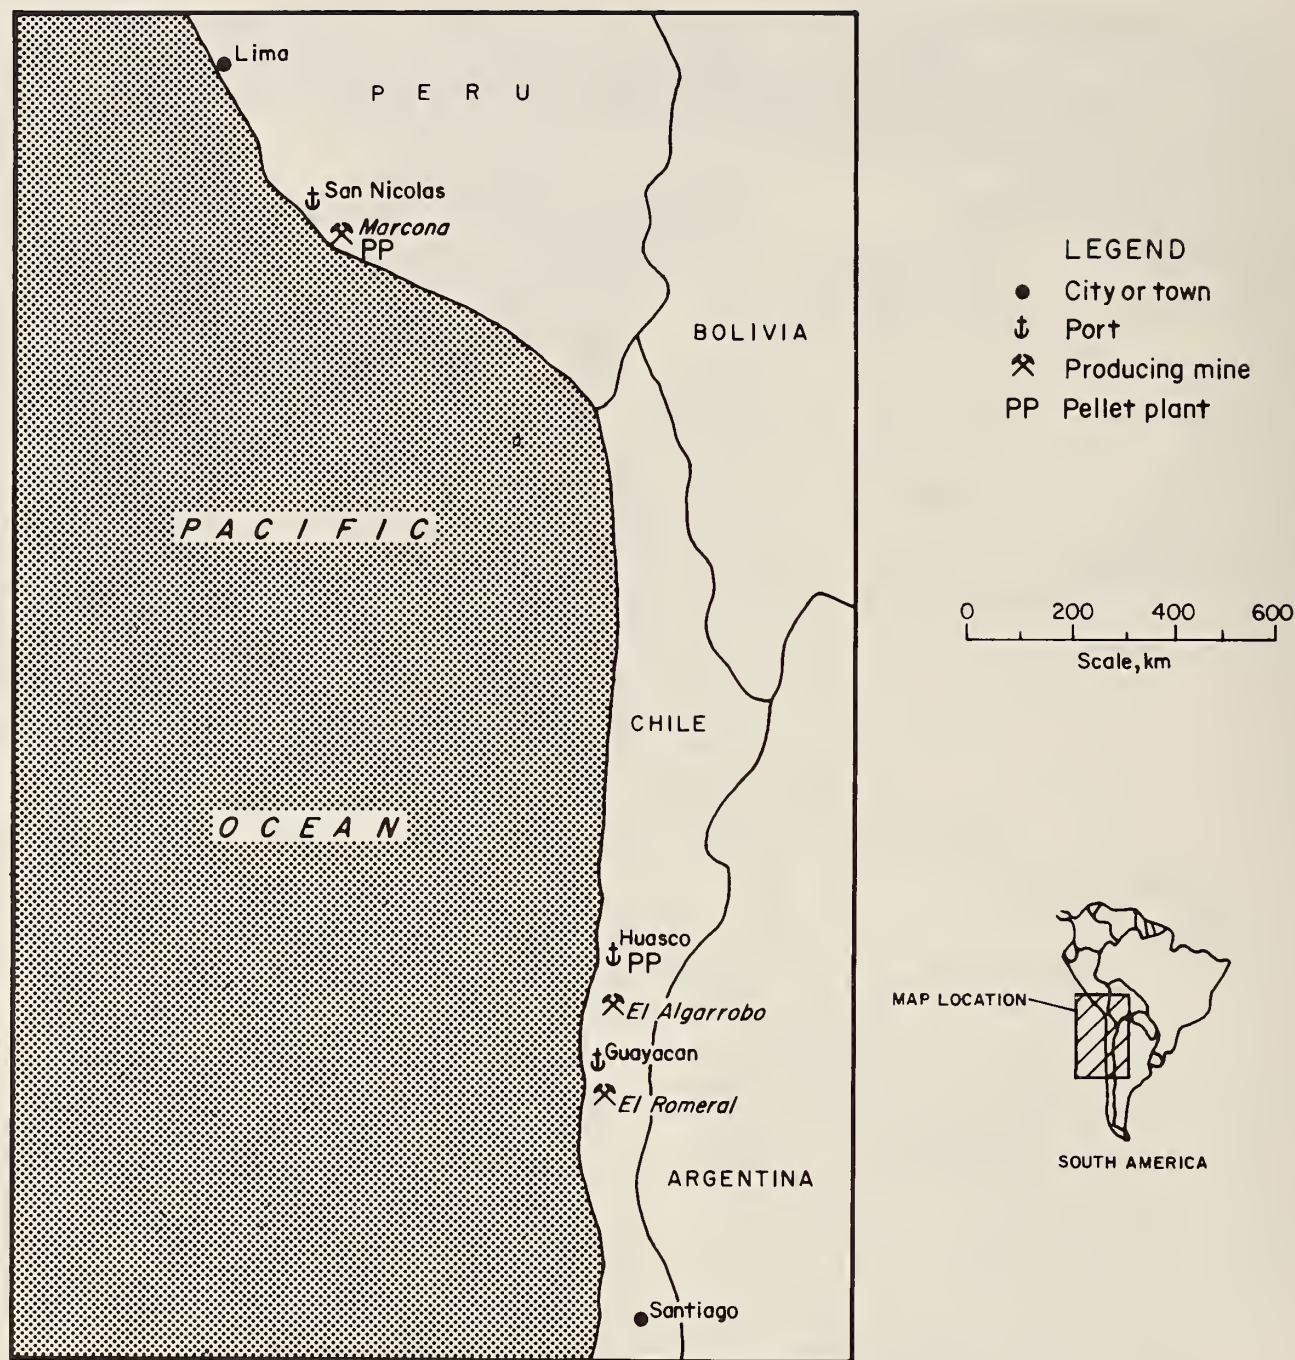 Lima
P E R U
San Nicolas
Marcona
PP
BOLIVIA
PACIFIC
CHILE
OCEAN
Huasco
PP
El Algarrobo
Guayacan
El Romeral
ARGENTINA
Santiago
LEGEND
City or town
Port
Producing mine
PP Pellet plant
0 200 400 600
Scale, km
MAP LOCATION
SOUTH AMERICA